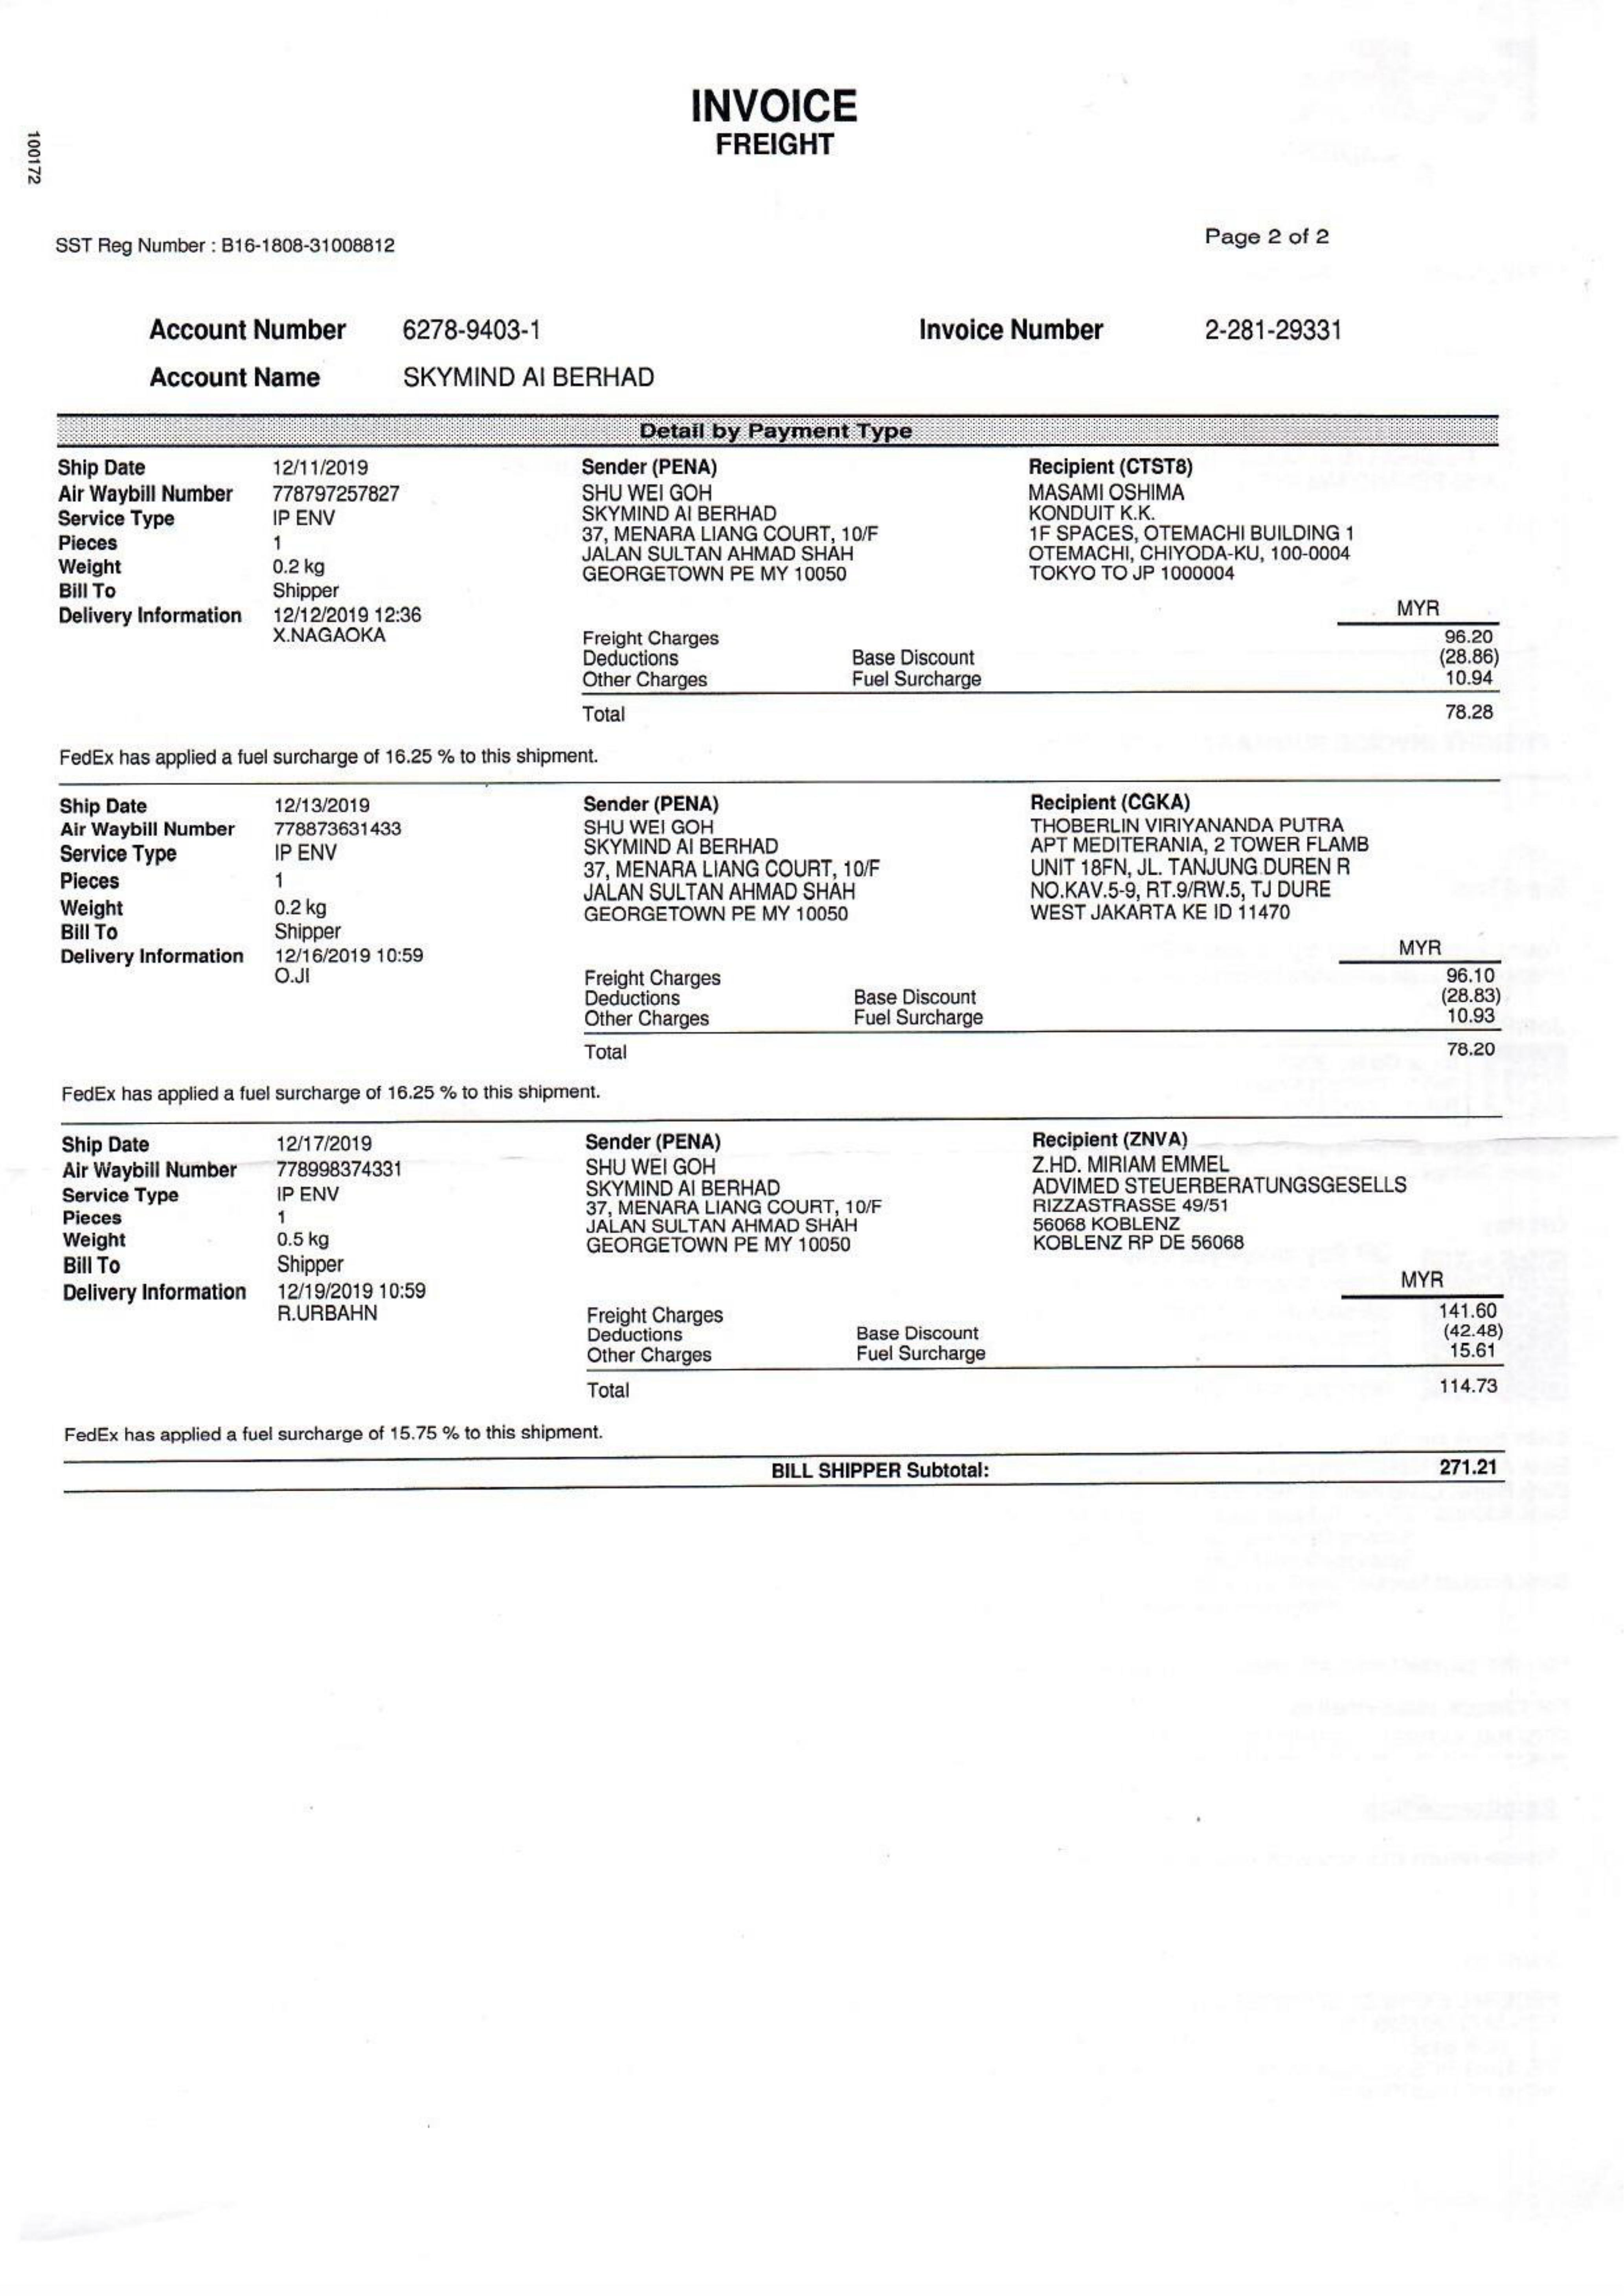 INVOICE
FREIGHT
100172
SST Reg Number : B16-1808-31008812
Page 2 of 2
Account Number 6278-9403-1 Invoice Number 2-281-29331
Account Name SKYMIND AI BERHAD
Detail by Payment Type
Ship Date 12/11/2019 Sender (PENA) Recipient (CTST8)
Air Waybill Number 778797257827 SHU WEI GOH MASAMI OSHIMA
Service Type IP ENV SKYMIND AI BERHAD KONDUIT K.K.
Pieces 1 37, MENARA LIANG COURT, 10/F 1F SPACES, OTEMACHI BUILDING 1
Weight 0.2 kg JALAN SULTAN AHMAD SHAH OTEMACHI, CHIYODA-KU, 100-0004
Bill To Shipper GEORGETOWN PE MY 10050 TOKYO TO JP 1000004
Delivery Information 12/12/2019 12:36 MYR
X.NAGAOKA Freight Charges 96.20
Deductions Base Discount (28.86)
Other Charges Fuel Surcharge 10.94
Total 78.28
FedEx has applied a fuel surcharge of 16.25 % to this shipment.
Ship Date 12/13/2019 Sender (PENA) Recipient (CGKA)
Air Waybill Number 778873631433 SHU WEI GOH THOBERLIN VIRIYANANDA PUTRA
Service Type IP ENV SKYMIND AI BERHAD APT MEDITERANIA, 2 TOWER FLAMB
Pieces 1 37, MENARA LIANG COURT, 10/F UNIT 18FN, JL. TANJUNG DUREN R
Weight 0.2 kg JALAN SULTAN AHMAD SHAH NO.KAV.5-9, RT.9/RW.5, TJ DURE
Bill To Shipper GEORGETOWN PE MY 10050 WEST JAKARTA KE ID 11470
Delivery Information 12/16/2019 10:59 MYR
O.JI Freight Charges 96.10
Deductions Base Discount (28.83)
Other Charges Fuel Surcharge 10.93
Total 78.20
FedEx has applied a fuel surcharge of 16.25 % to this shipment.
Ship Date 12/17/2019 Sender (PENA) Recipient (ZNVA)
Air Waybill Number 778998374331 SHU WEI GOH Z.HD. MIRIAM EMMEL
Service Type IP ENV SKYMIND AI BERHAD ADVIMED STEUERBERATUNGSGESELLS
Pieces 1 37, MENARA LIANG COURT, 10/F RIZZASTRASSE 49/51
Weight 0.5 kg JALAN SULTAN AHMAD SHAH 56068 KOBLENZ
Bill To Shipper GEORGETOWN PE MY 10050 KOBLENZ RP DE 56068
Delivery Information 12/19/2019 10:59 MYR
R.URBAHN Freight Charges 141.60
Deductions Base Discount (42.48)
Other Charges Fuel Surcharge 15.61
Total 114.73
FedEx has applied a fuel surcharge of 15.75 % to this shipment.
BILL SHIPPER Subtotal: 271.21